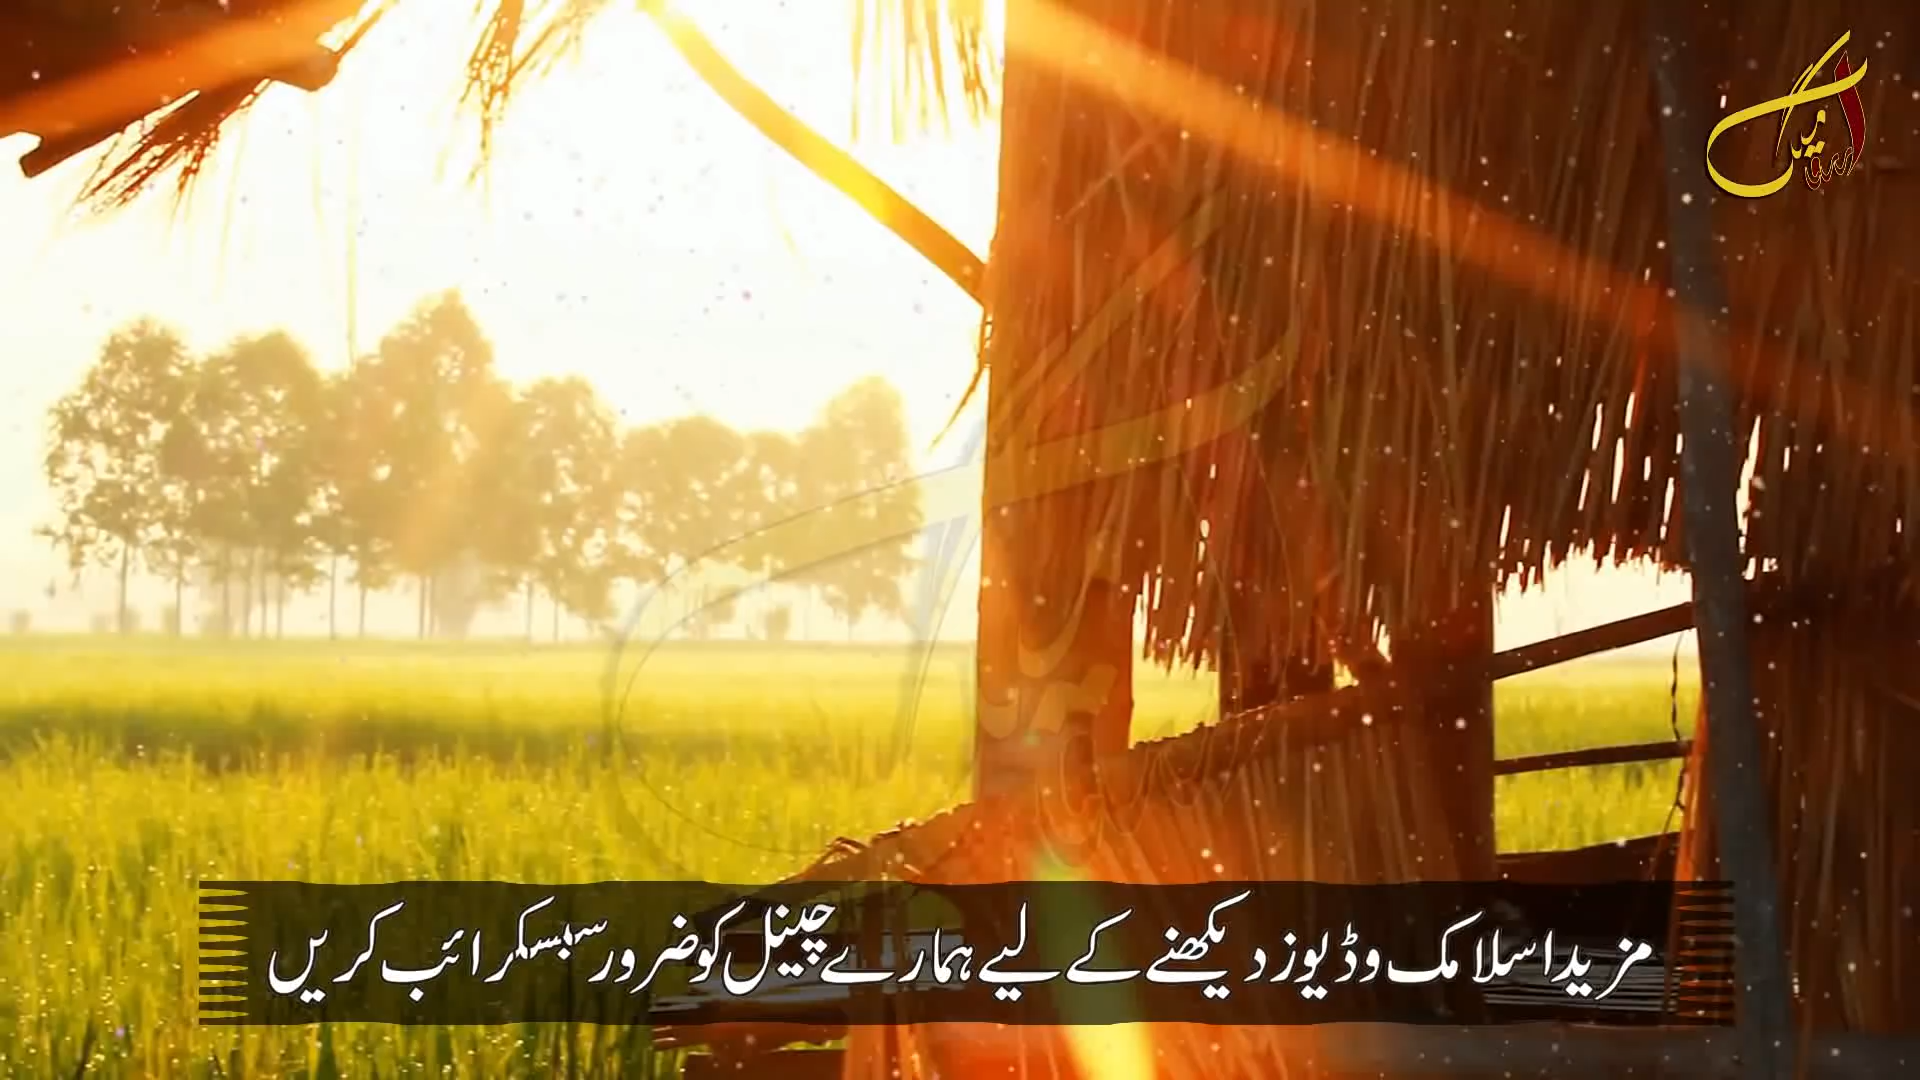 مزید اسلامک وڈیوز دیکھنے کے لیے ہمارے چینل کو ضرور سبسکرائب کریں